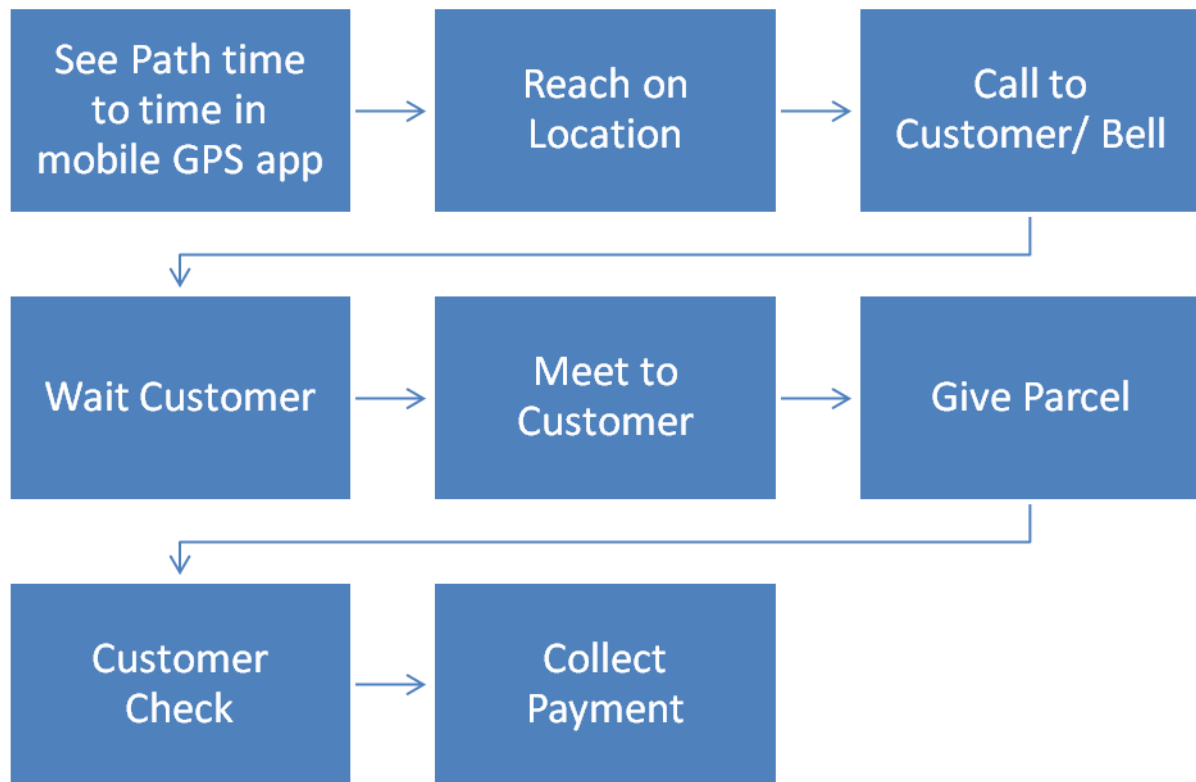 See Path time
to time in
mobile GPS app
Reach on
Location
Call to
Customer/ Bell
Wait Customer
Meet to
Customer
Give Parcel
Customer
Check
Collect
Payment